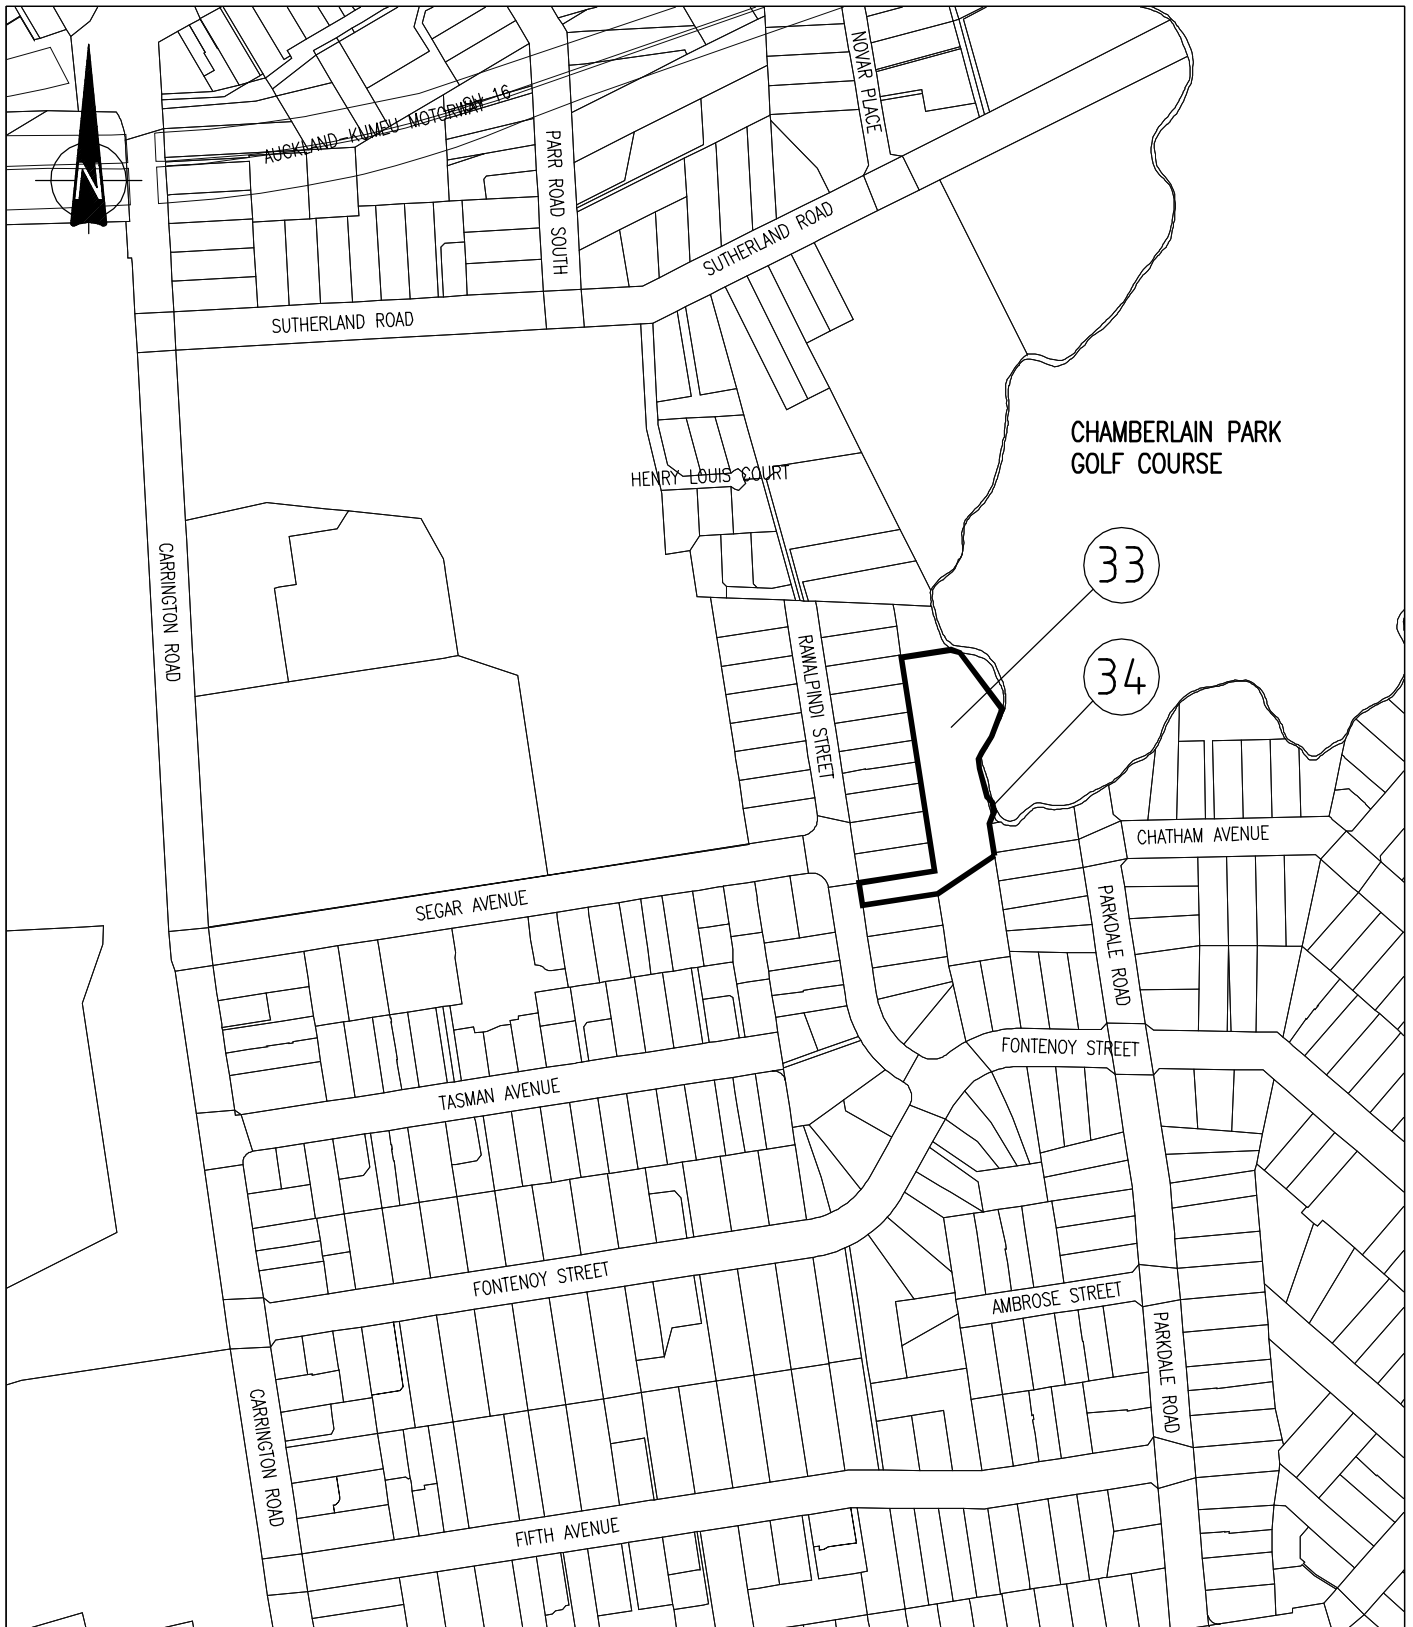 NOVAR PLACE
SH 16
AUCKLAND-KUMEU MOTORWAY
PARR ROAD SOUTH
N
SUTHERLAND ROAD
SUTHERLAND ROAD
CHAMBERLAIN PARK
GOLF COURSE
HENRY LOUIS COURT
33
CARRINGTON ROAD
34
RAWALPINDI STREET
CHATHAM AVENUE
SEGAR AVENUE
PARKDALE ROAD
FONTENOY STREET
TASMAN AVENUE
FONTENOY STREET
AMBROSE STREET
PARKDALE ROAD
CARRINGTON ROAD
FIFTH AVENUE